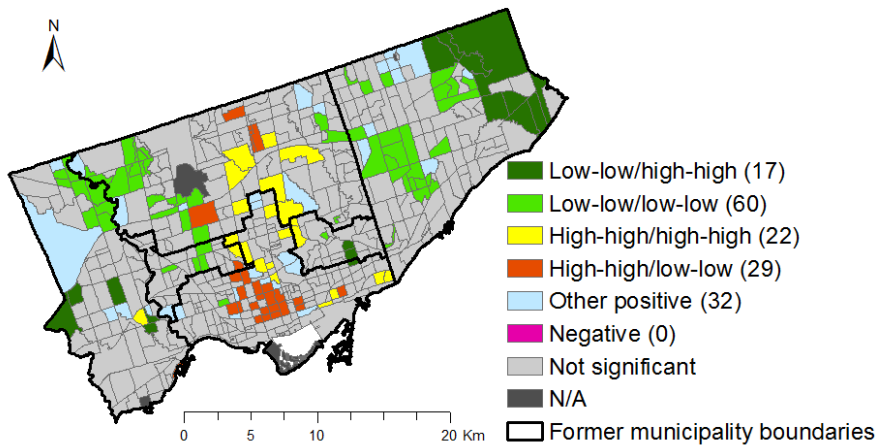 N
Low-low/high-high (17)
Low-low/low-low (60)
High-high/high-high (22)
High-high/low-low (29)
Other positive (32)
Negative (0)
Not significant
N/A
Former municipality boundaries
0 5 10 20 Km